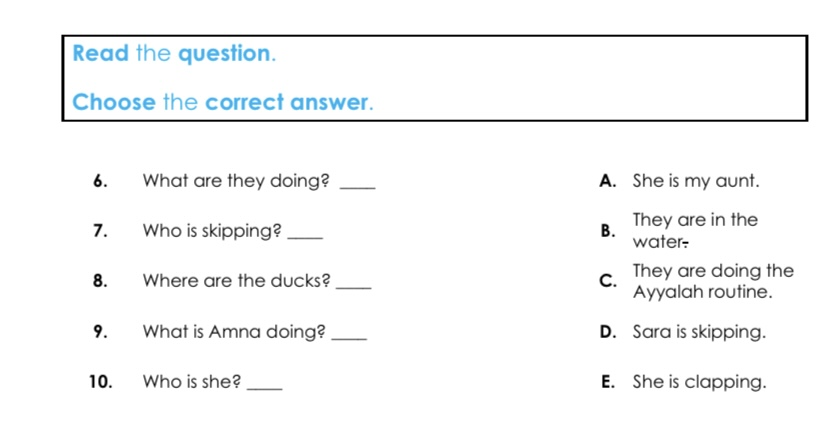 Read the question.
Choose the correct answer.
6. What are they doing? ____ A. She is my aunt.
7. Who is skipping? ____ B. They are in the
water.
8. Where are the ducks? ____ C. They are doing the
Ayyalah routine.
9. What is Amna doing? ____ D. Sara is skipping.
10. Who is she? ____ E. She is clapping.